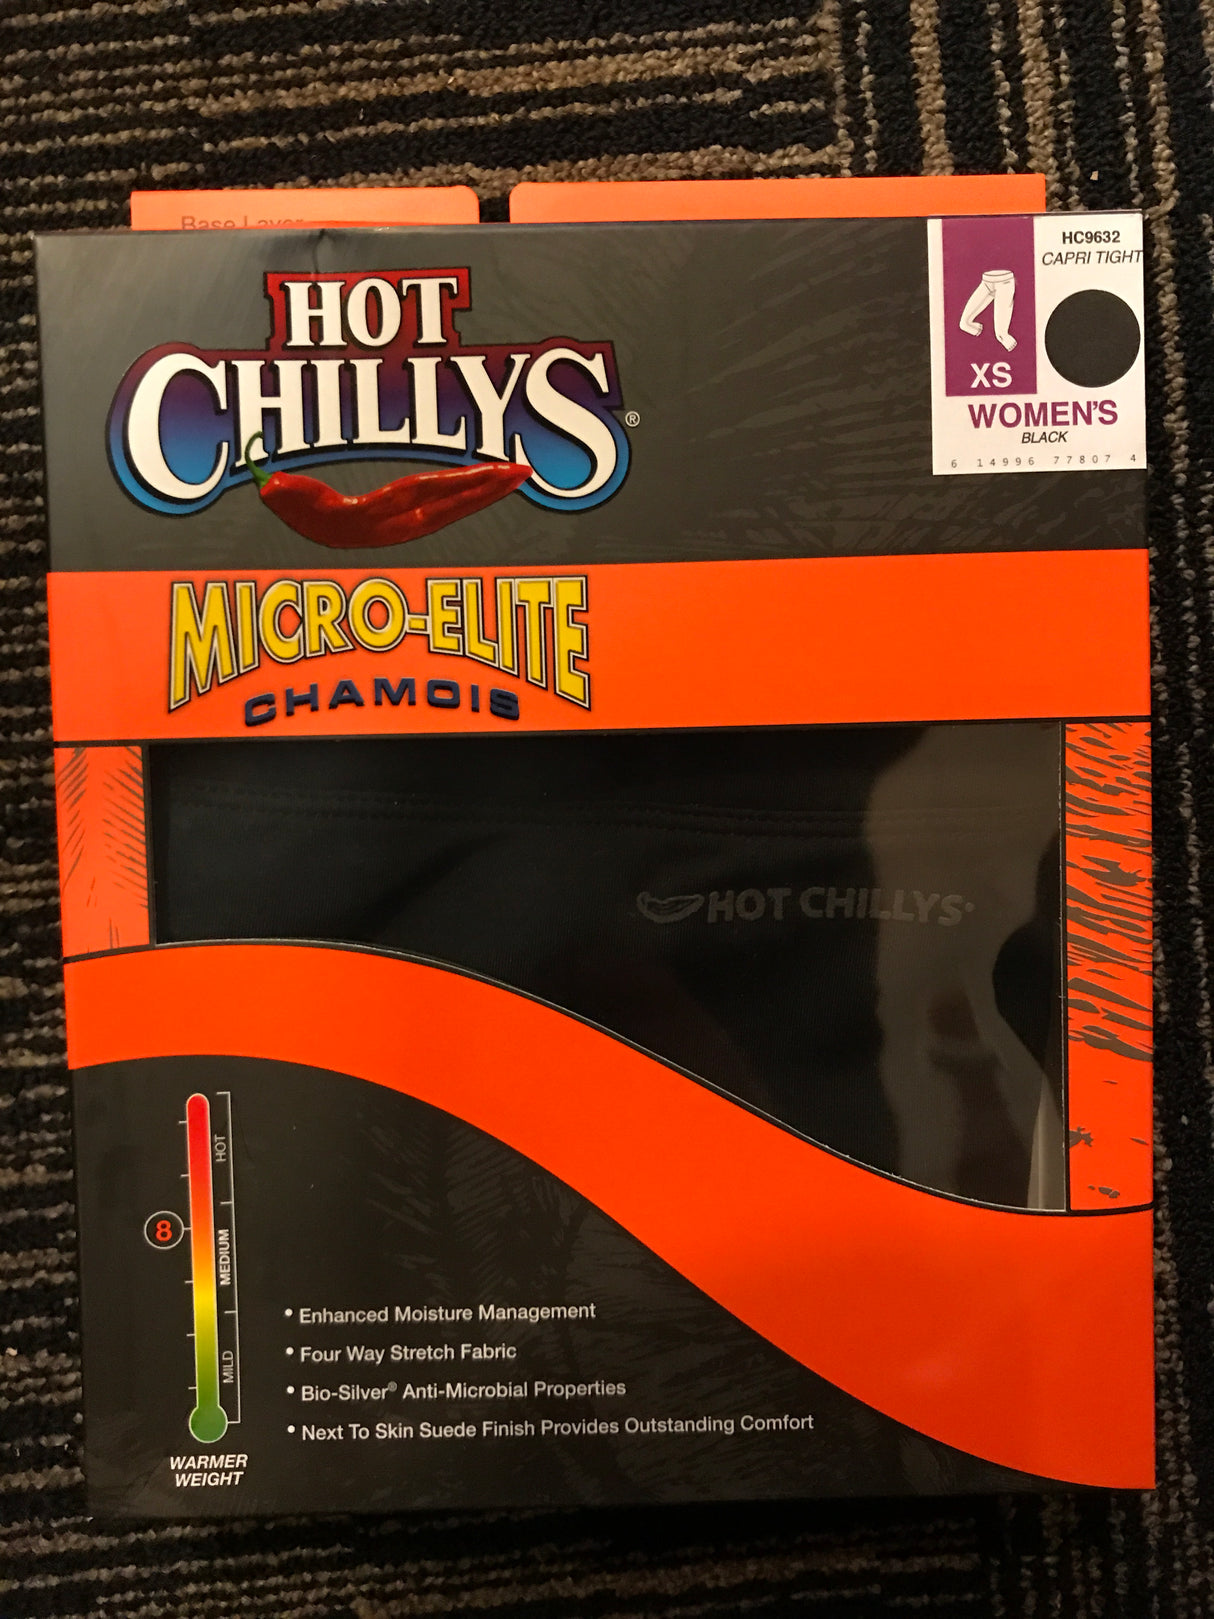 Base Layer
HOT
CHILLYS®
HC9632
CAPRI TIGHT
XS
WOMEN'S
BLACK
6 14996 77807 4
MICRO-ELITE
CHAMOIS
HOT CHILLYS
HOT
8
MEDIUM
MILD
WARMER
WEIGHT
• Enhanced Moisture Management
• Four Way Stretch Fabric
• Bio-Silver® Anti-Microbial Properties
• Next To Skin Suede Finish Provides Outstanding Comfort